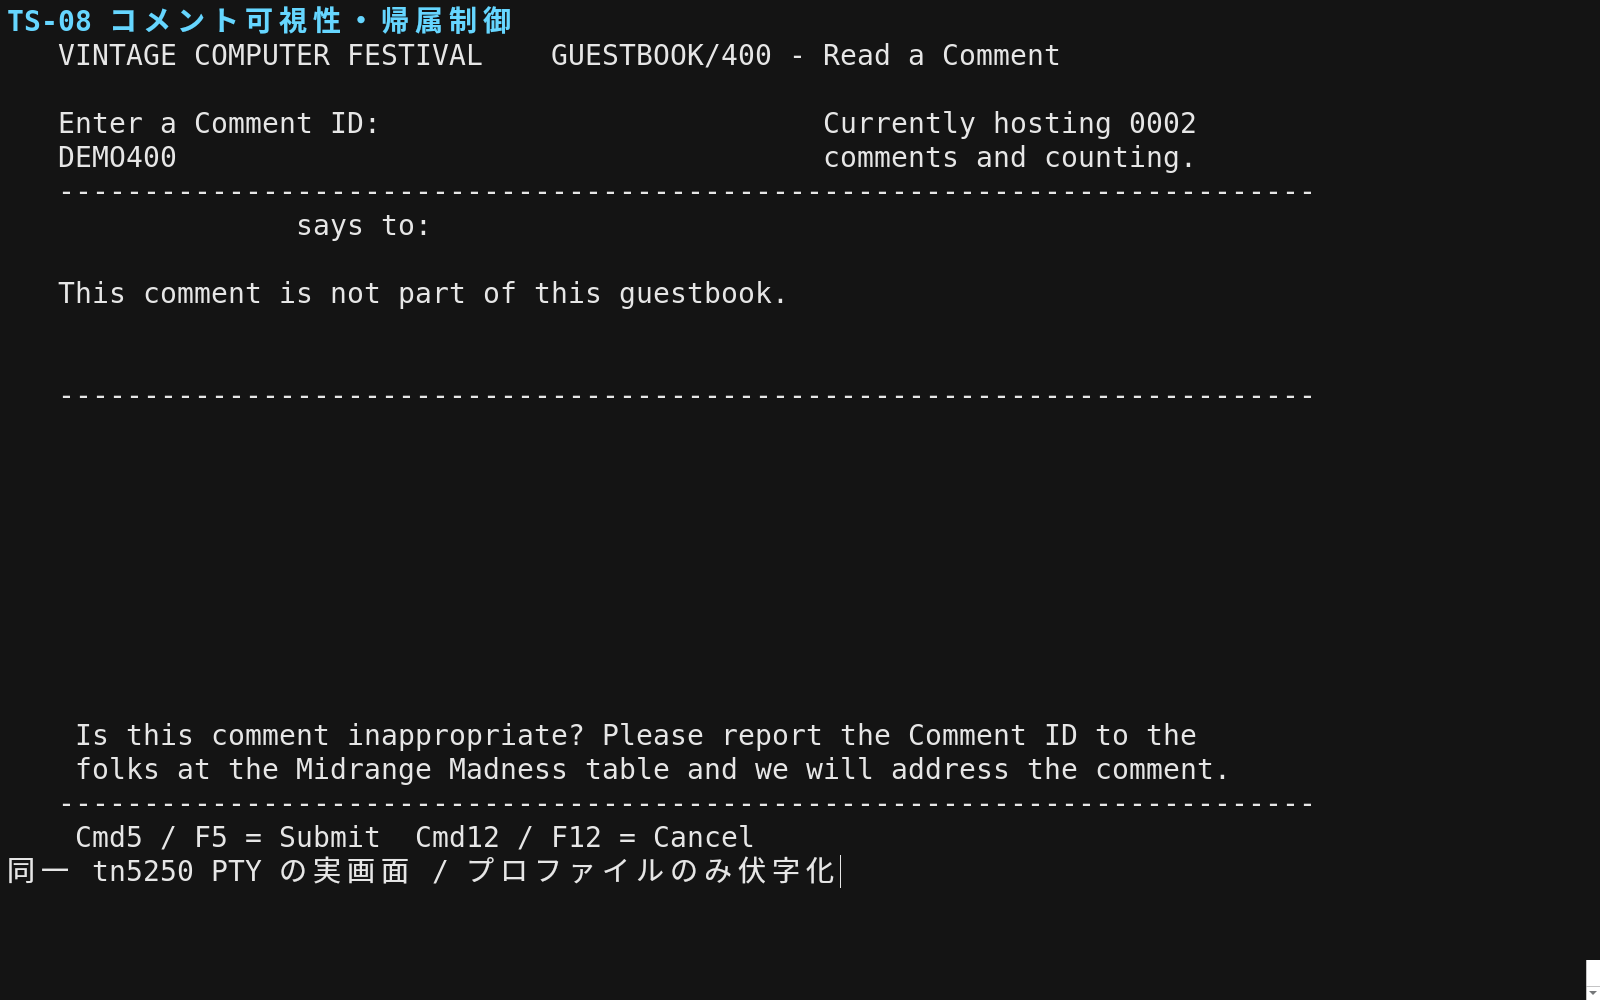 TS-08 コメント可視性・帰属制御
VINTAGE COMPUTER FESTIVAL    GUESTBOOK/400 - Read a Comment
Enter a Comment ID:                          Currently hosting 0002
DEMO400                                      comments and counting.
--------------------------------------------------------------------------
says to:
This comment is not part of this guestbook.
--------------------------------------------------------------------------
Is this comment inappropriate? Please report the Comment ID to the
folks at the Midrange Madness table and we will address the comment.
--------------------------------------------------------------------------
Cmd5 / F5 = Submit  Cmd12 / F12 = Cancel
同一 tn5250 PTY の実画面 / プロファイルのみ伏字化